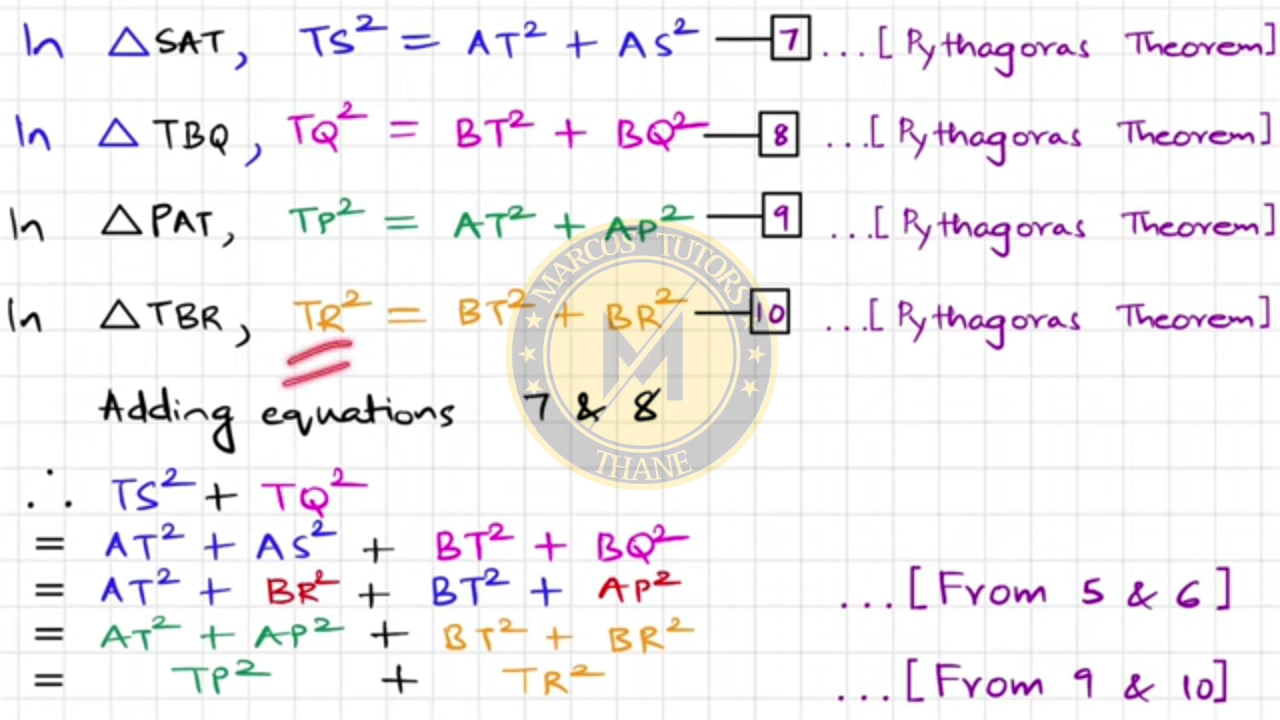 In △SAT, TS² = AT² + AS² — 7 ...[Pythagoras Theorem]
In △TBQ, TQ² = BT² + BQ² — 8 ...[Pythagoras Theorem]
In △PAT, TP² = AT² + AP² — 9 ...[Pythagoras Theorem]
In △TBR, TR² = BT² + BR² — 10 ...[Pythagoras Theorem]
Adding equations 7 & 8
∴ TS² + TQ²
= AT² + AS² + BT² + BQ²
= AT² + BR² + BT² + AP² ...[From 5 & 6]
= AT² + AP² + BT² + BR²
= TP² + TR² ...[From 9 & 10]
MARCOS TUTORS
M
THANE